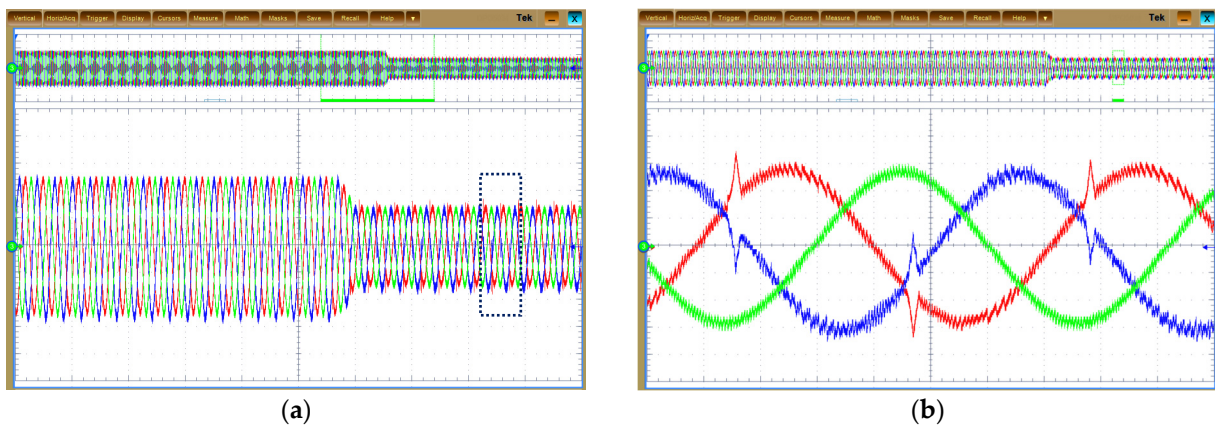 Vertical Horiz/Acq Trigger Display Cursors Measure Math Masks Save Recall Help Tek X
Vertical Horiz/Acq Trigger Display Cursors Measure Math Masks Save Recall Help Tek X
(a)
(b)